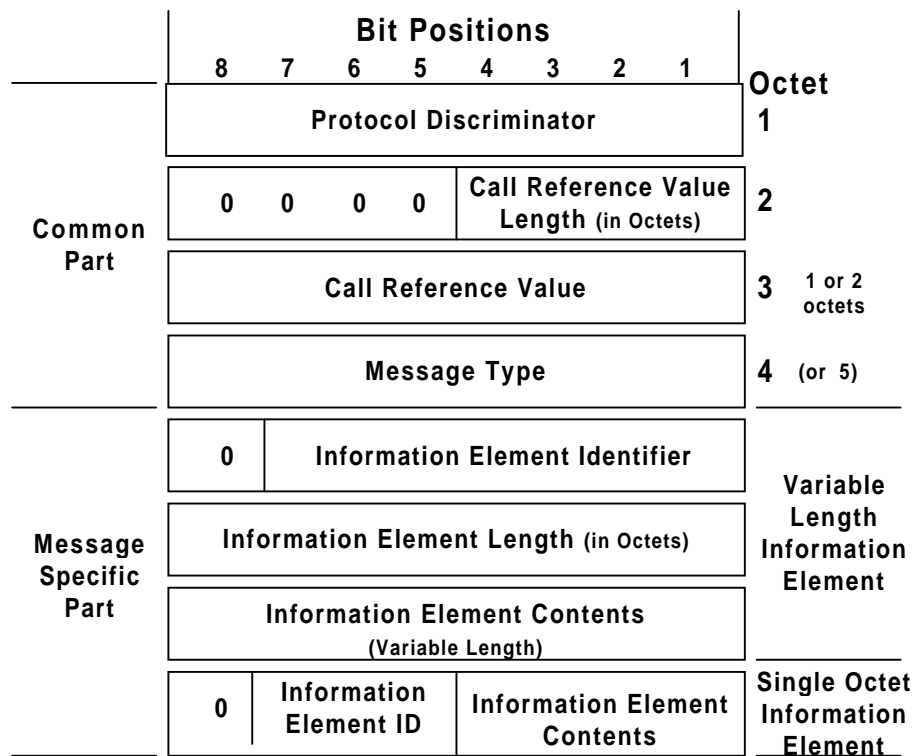 Bit Positions
8 7 6 5 4 3 2 1
Octet
Protocol Discriminator
1
Common
Part
0 0 0 0
Call Reference Value
Length (in Octets)
2
Call Reference Value
3
1 or 2
octets
Message Type
4 (or 5)
Message
Specific
Part
0
Information Element Identifier
Information Element Length (in Octets)
Information Element Contents
(Variable Length)
Variable
Length
Information
Element
0
Information
Element ID
Information Element
Contents
Single Octet
Information
Element